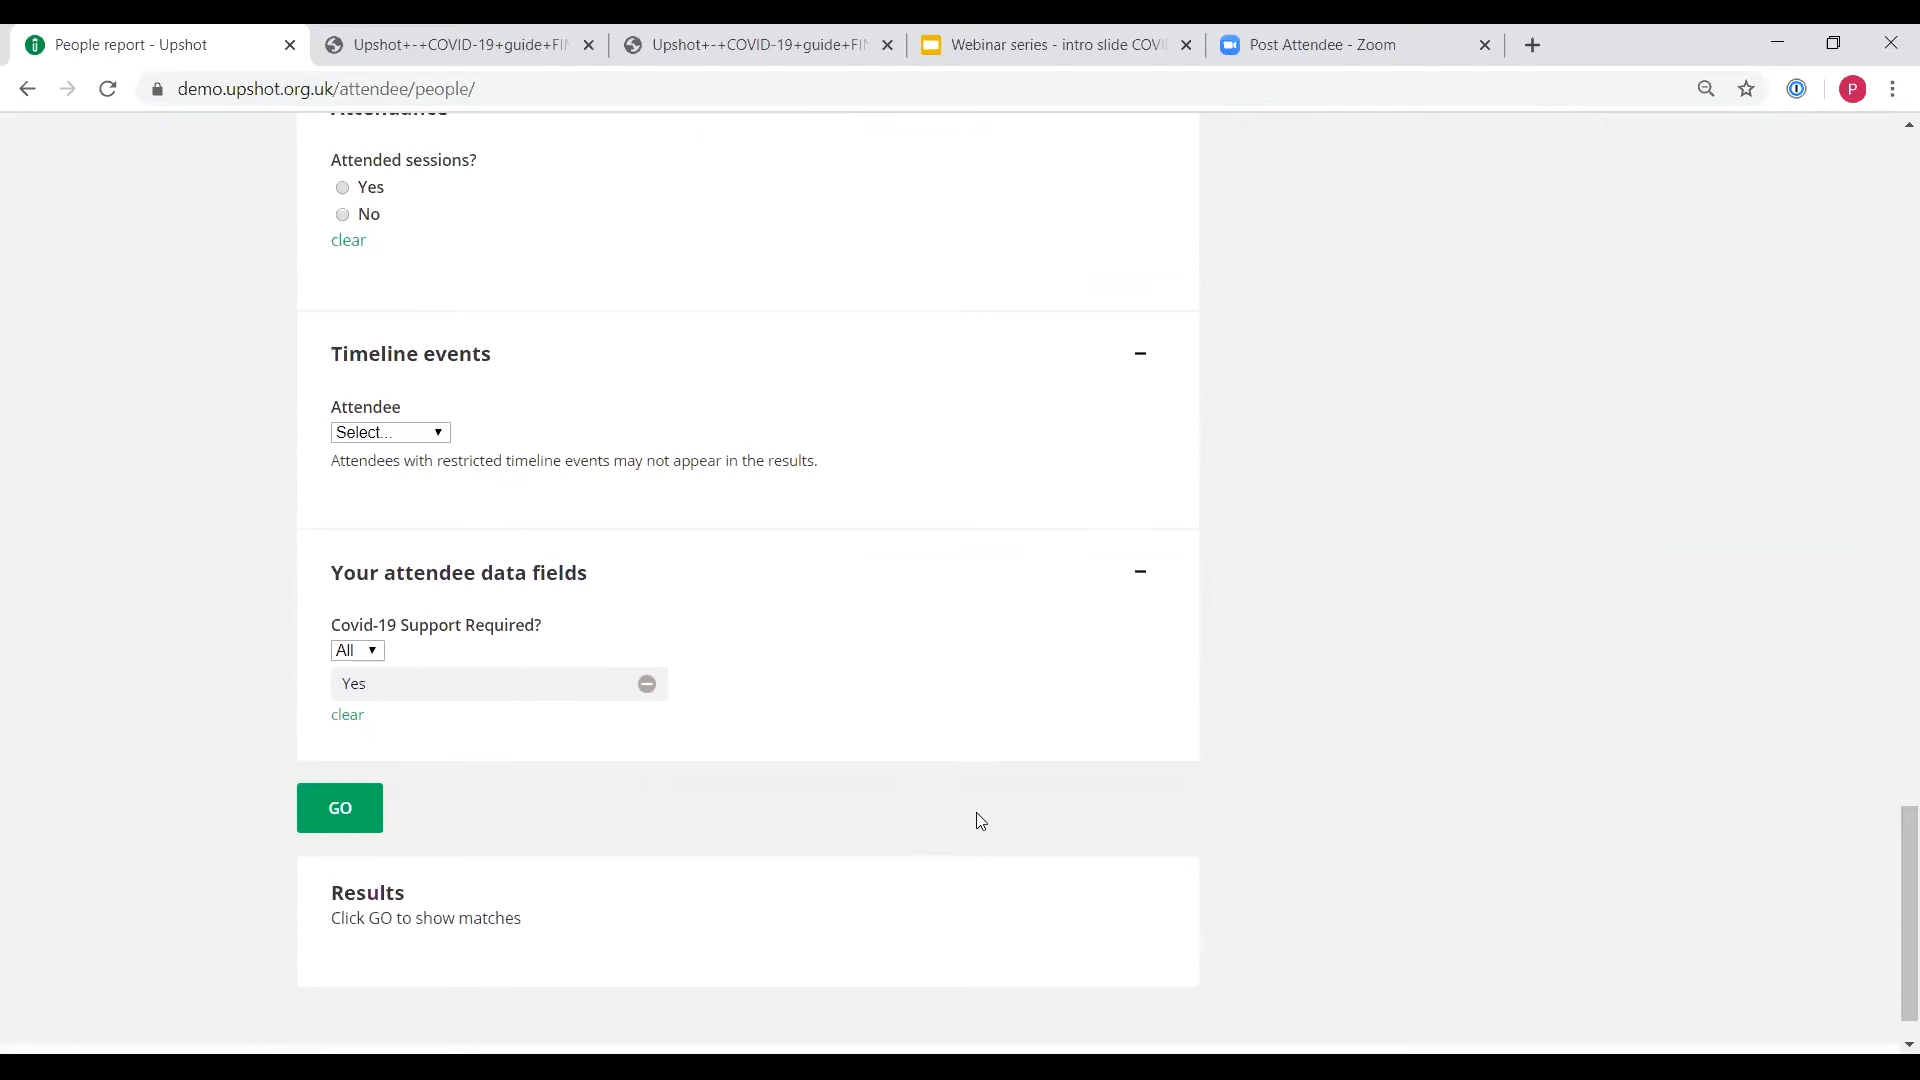 People report - Upshot
Upshot+-+COVID-19+guide+FI
Upshot+-+COVID-19+guide+FI
Webinar series - intro slide COVI
Post Attendee - Zoom
demo.upshot.org.uk/attendee/people/
P
Attendance
Attended sessions?
Yes
No
clear
Timeline events
Attendee
Select...
Attendees with restricted timeline events may not appear in the results.
Your attendee data fields
Covid-19 Support Required?
All
Yes
clear
GO
Results
Click GO to show matches